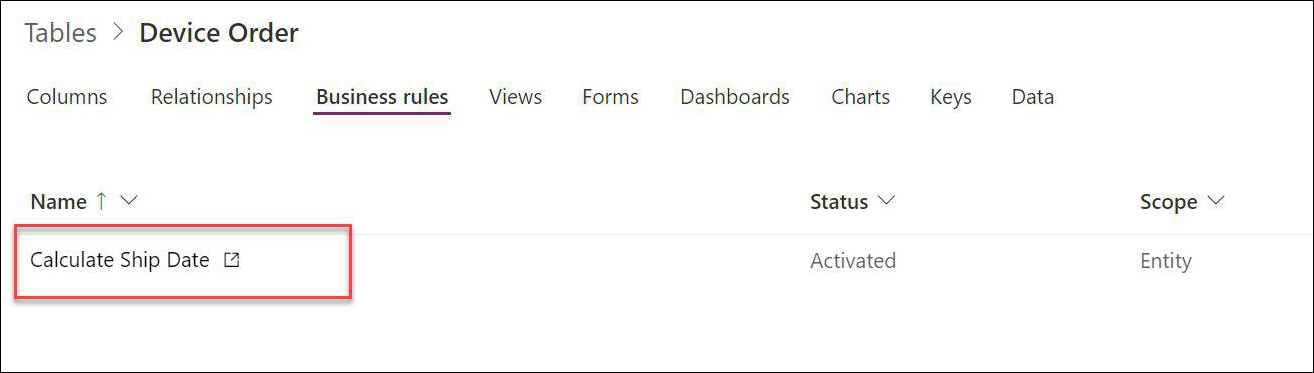 Tables > Device Order
Columns Relationships Business rules Views Forms Dashboards Charts Keys Data
Name ↑ Status Scope
Calculate Ship Date Activated Entity